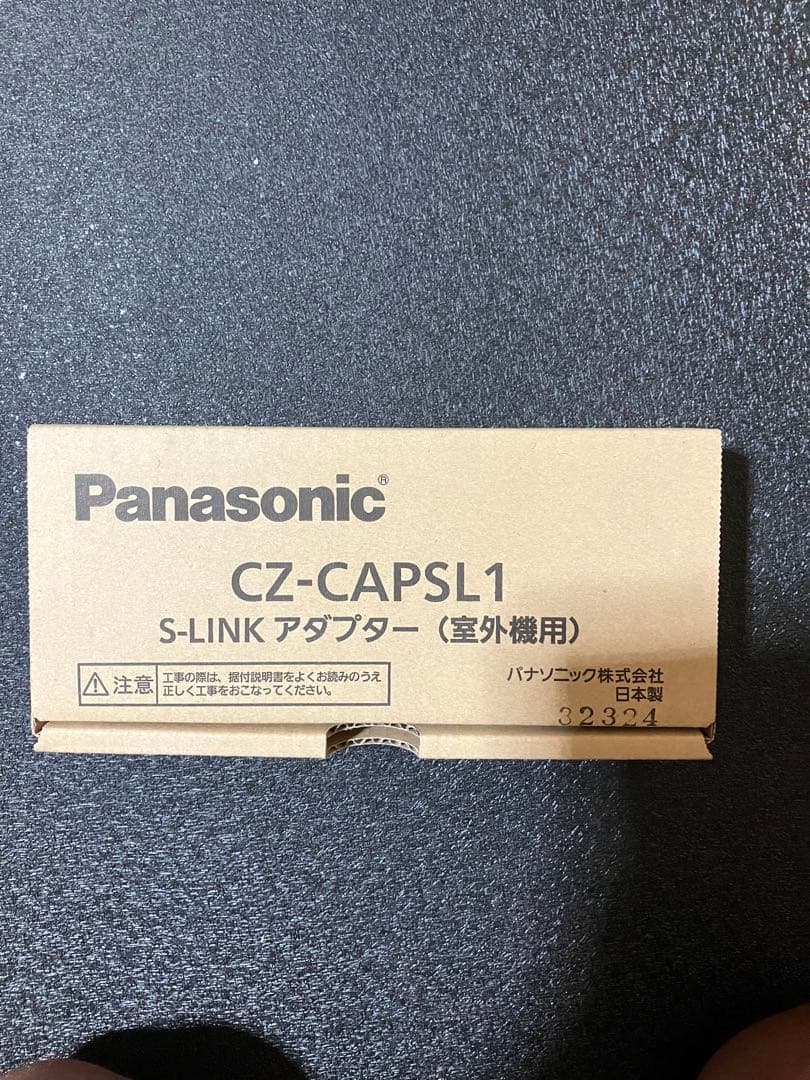 Panasonic®
CZ-CAPSL1
S-LINK アダプター（室外機用）
注意
工事の際は、据付説明書をよくお読みのうえ
正しく工事をおこなってください。
パナソニック株式会社
日本製
32324